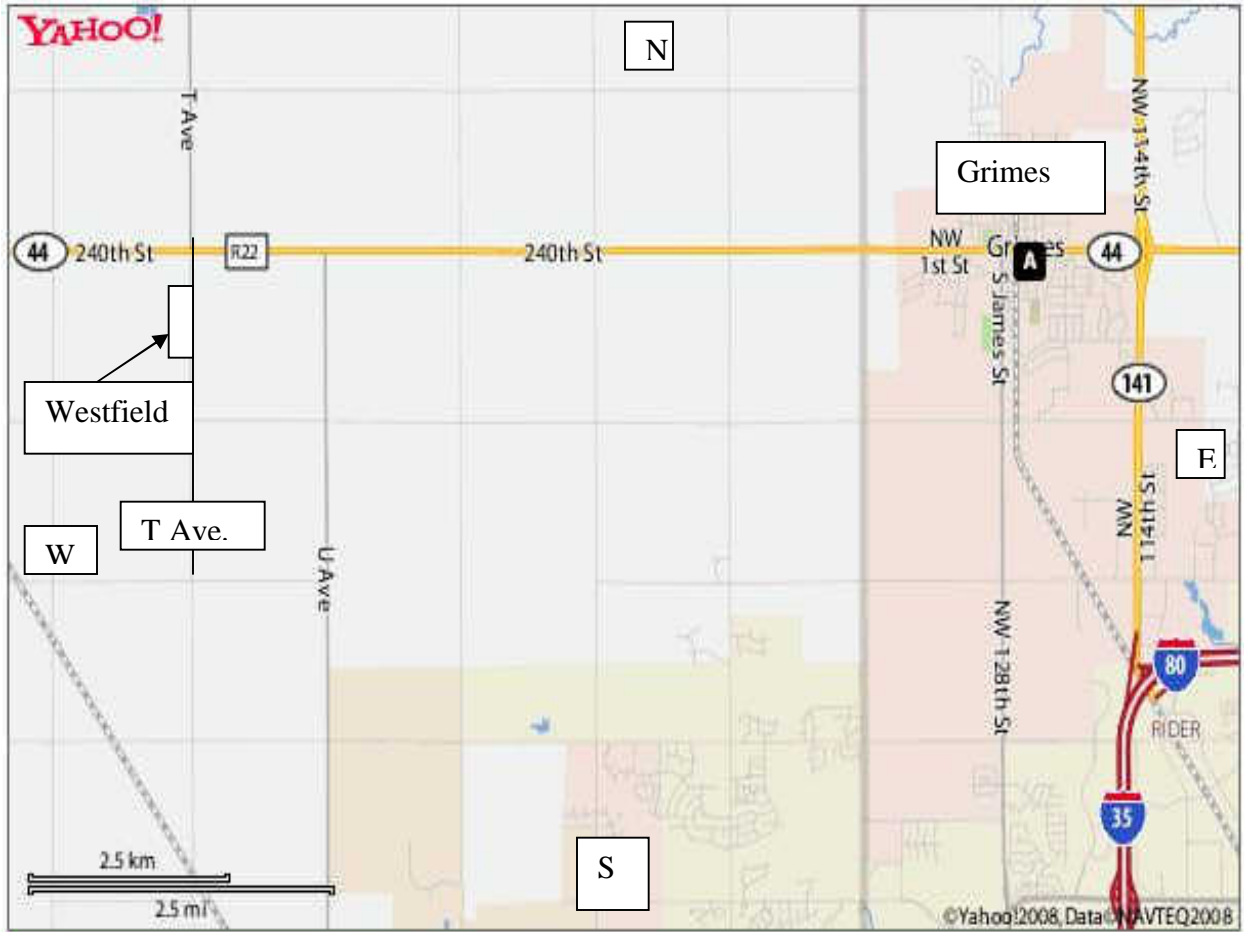 YAHOO!
N
T Ave
NW 114th St
Grimes
44
240th St
R22
240th St
NW
1st St
Grimes
A
44
S James St
141
Westfield
E
NW
114th St
T Ave.
W
U Ave
NW 128th St
80
RIDER
35
2.5 km
2.5 mi
S
©Yahoo!2008, Data©NAVTEQ2008